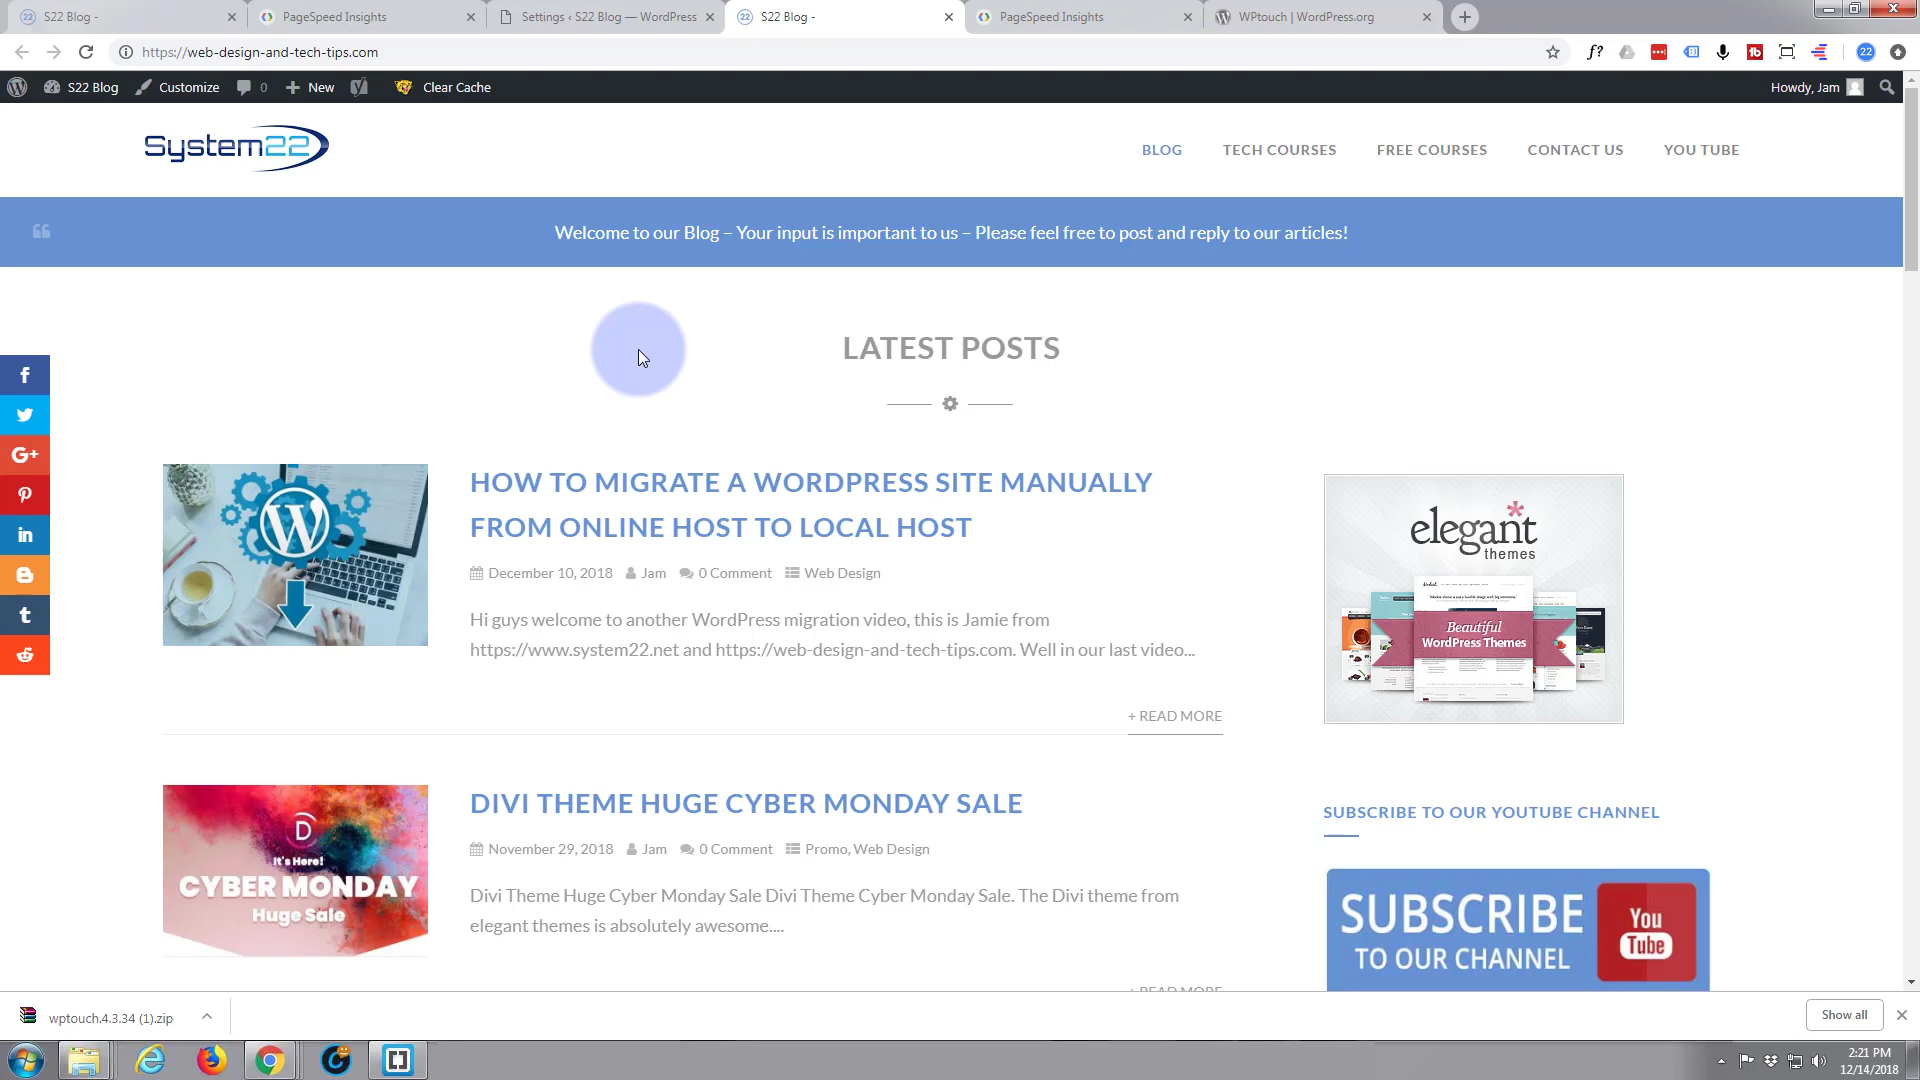 S22 Blog -
PageSpeed Insights
Settings ‹ S22 Blog — WordPress
S22 Blog -
PageSpeed Insights
WPtouch | WordPress.org
https://web-design-and-tech-tips.com
f?
22
S22 Blog
Customize
0
New
Clear Cache
Howdy, Jam
System22
BLOG
TECH COURSES
FREE COURSES
CONTACT US
YOU TUBE
Welcome to our Blog – Your input is important to us – Please feel free to post and reply to our articles!
LATEST POSTS
HOW TO MIGRATE A WORDPRESS SITE MANUALLY
FROM ONLINE HOST TO LOCAL HOST
December 10, 2018 Jam 0 Comment Web Design
Hi guys welcome to another WordPress migration video, this is Jamie from
https://www.system22.net and https://web-design-and-tech-tips.com. Well in our last video...
+ READ MORE
DIVI THEME HUGE CYBER MONDAY SALE
November 29, 2018 Jam 0 Comment Promo, Web Design
Divi Theme Huge Cyber Monday Sale Divi Theme Cyber Monday Sale. The Divi theme from
elegant themes is absolutely awesome....
+ READ MORE
D
It's Here!
CYBER MONDAY
Huge Sale
elegant
themes
Beautiful
WordPress Themes
SUBSCRIBE TO OUR YOUTUBE CHANNEL
SUBSCRIBE
TO OUR CHANNEL
You
Tube
wptouch.4.3.34 (1).zip
Show all
2:21 PM
12/14/2018